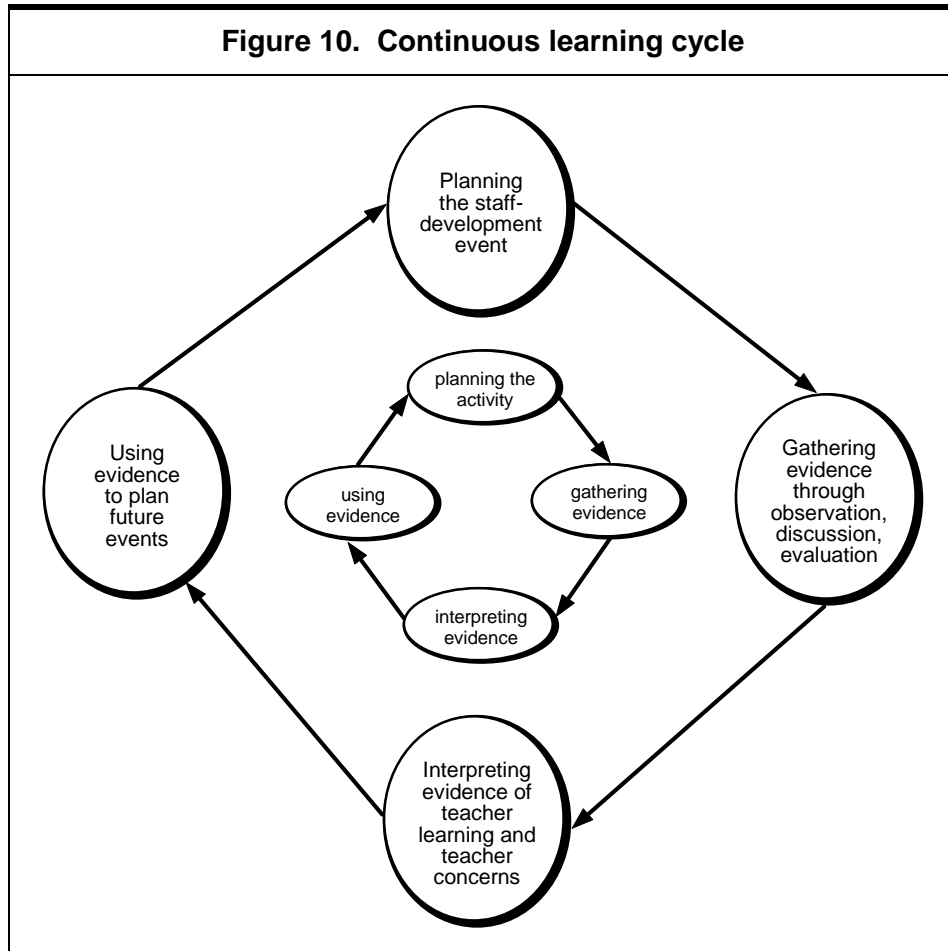 Figure 10. Continuous learning cycle
Planning
the staff-
development
event
planning the
activity
Using
evidence
to plan
future
events
using
evidence
gathering
evidence
Gathering
evidence
through
observation,
discussion,
evaluation
interpreting
evidence
Interpreting
evidence of
teacher
learning and
teacher
concerns